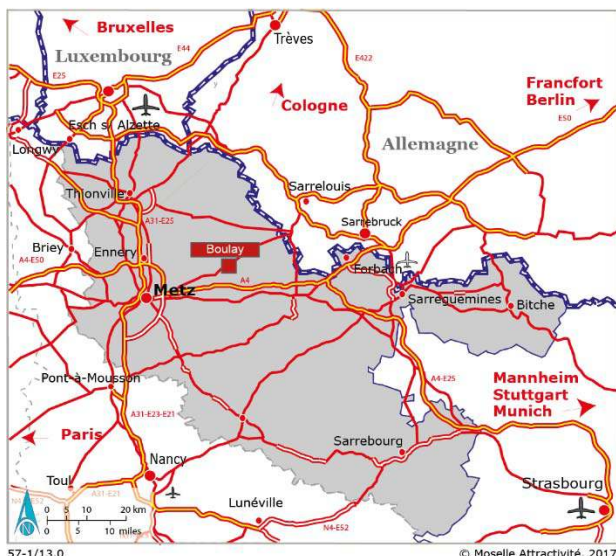 Bruxelles
Trèves
Luxembourg
E44
E422
E25
Francfort
Berlin
Cologne
E50
Esch s/ Alzette
Longwy
Allemagne
Thionville
Sarrelouis
A31-E25
Sarrebruck
Briey
Ennery
Boulay
A4-E50
Forbach
Metz
A4
Sarreguemines
Bitche
Pont-à-Mousson
A4-E25
Mannheim
Stuttgart
Munich
A31-E23-E21
Paris
Sarrebourg
Nancy
Toul
Strasbourg
A31-E21
N4-E52
Lunéville
0 10 20 km
0 5 10 miles
N
N4-E52
57-1/13.0
© Moselle Attractivité, 2017